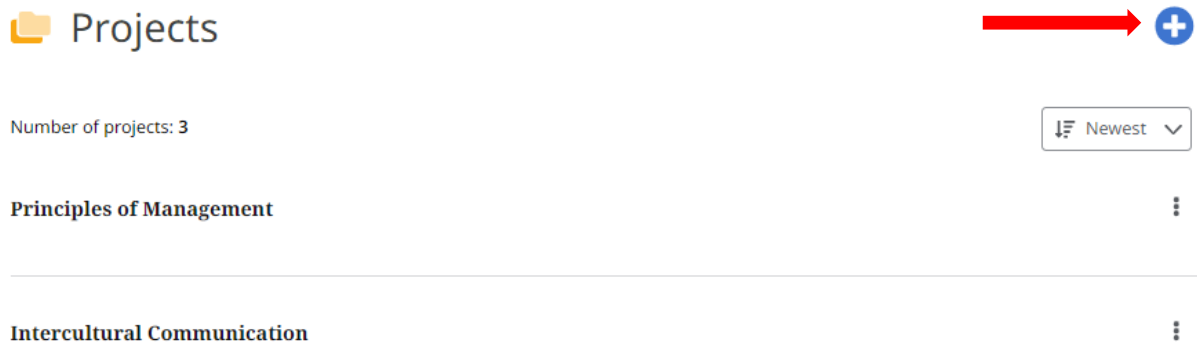 Projects
Number of projects: 3
Newest
Principles of Management
Intercultural Communication